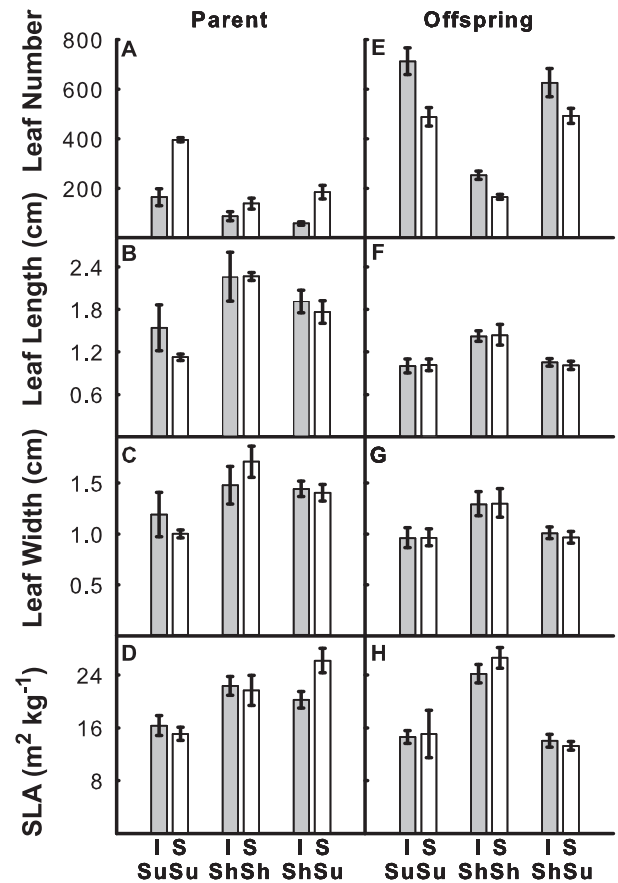 Parent Offspring
Leaf Number
800
600
400
200
A
E
Leaf Length (cm)
2.4
1.8
1.2
0.6
B
F
Leaf Width (cm)
1.5
1.0
0.5
C
G
SLA (m² kg⁻¹)
24
16
8
D
H
I S I S I S I S I S I S
SuSu ShSh ShSu SuSu ShSh ShSu